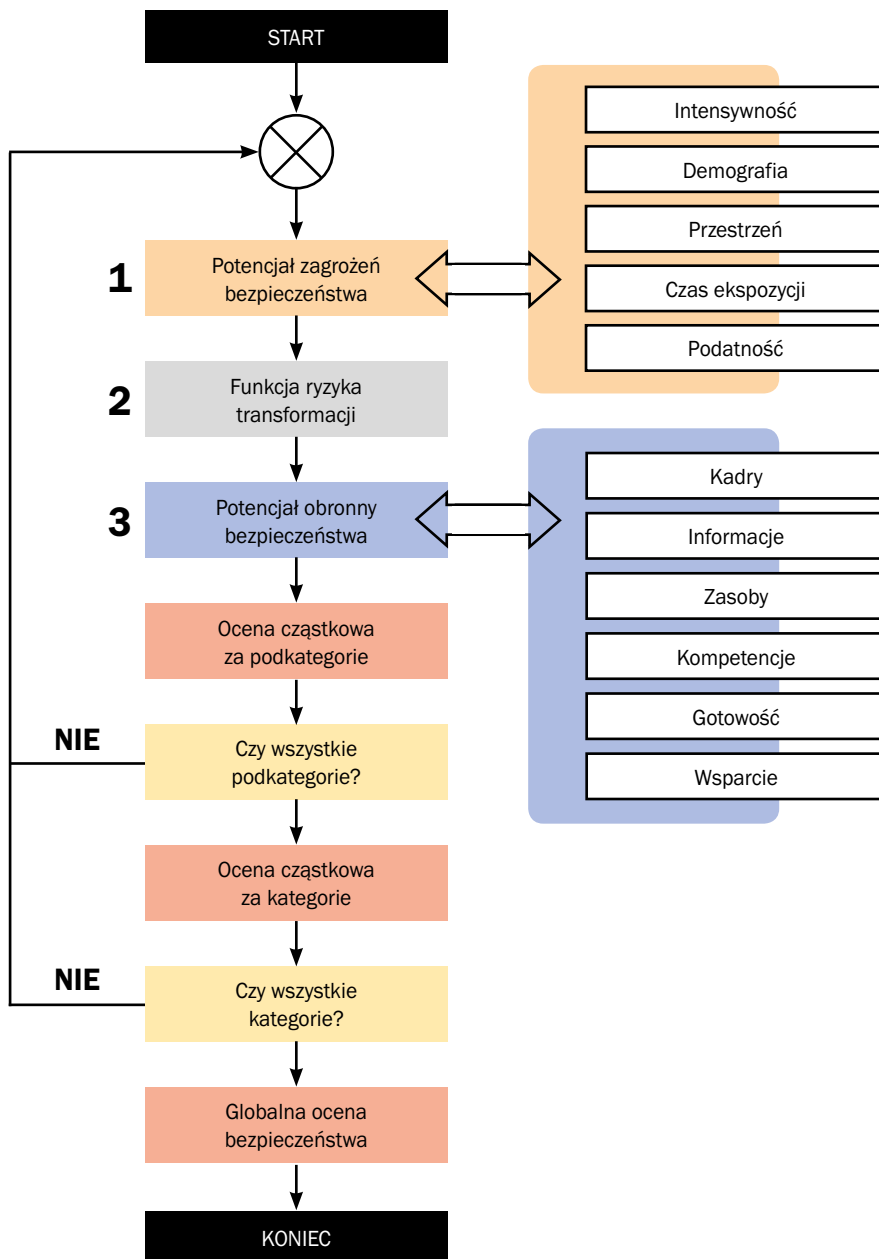 START
1
Potencjał zagrożeń
bezpieczeństwa
Intensywność
Demografia
Przestrzeń
Czas ekspozycji
Podatność
2
Funkcja ryzyka
transformacji
3
Potencjał obronny
bezpieczeństwa
Kadry
Informacje
Zasoby
Kompetencje
Gotowość
Wsparcie
Ocena cząstkowa
za podkategorie
NIE
Czy wszystkie
podkategorie?
Ocena cząstkowa
za kategorie
NIE
Czy wszystkie
kategorie?
Globalna ocena
bezpieczeństwa
KONIEC